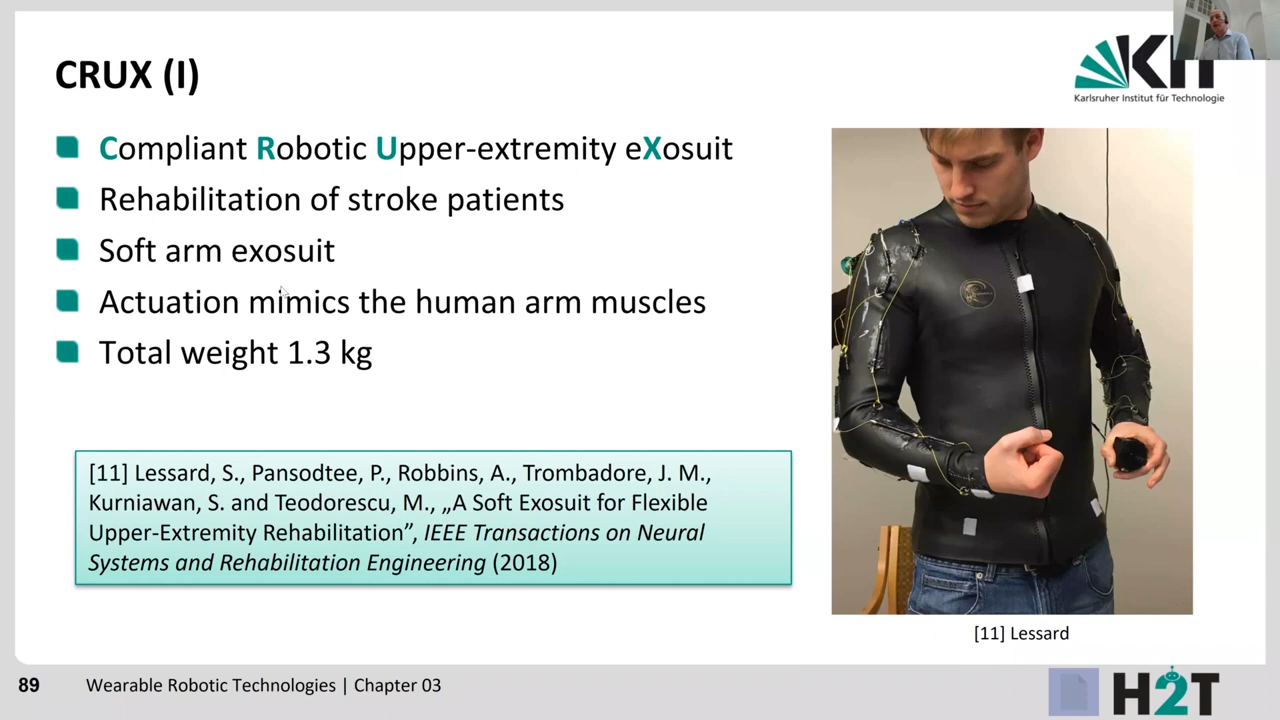 CRUX (I)
KIT
Karlsruher Institut für Technologie
Compliant Robotic Upper-extremity eXosuit
Rehabilitation of stroke patients
Soft arm exosuit
Actuation mimics the human arm muscles
Total weight 1.3 kg
[11] Lessard, S., Pansodtee, P., Robbins, A., Trombadore, J. M.,
Kurniawan, S. and Teodorescu, M., „A Soft Exosuit for Flexible
Upper-Extremity Rehabilitation”, IEEE Transactions on Neural
Systems and Rehabilitation Engineering (2018)
[11] Lessard
89 Wearable Robotic Technologies | Chapter 03
H2T